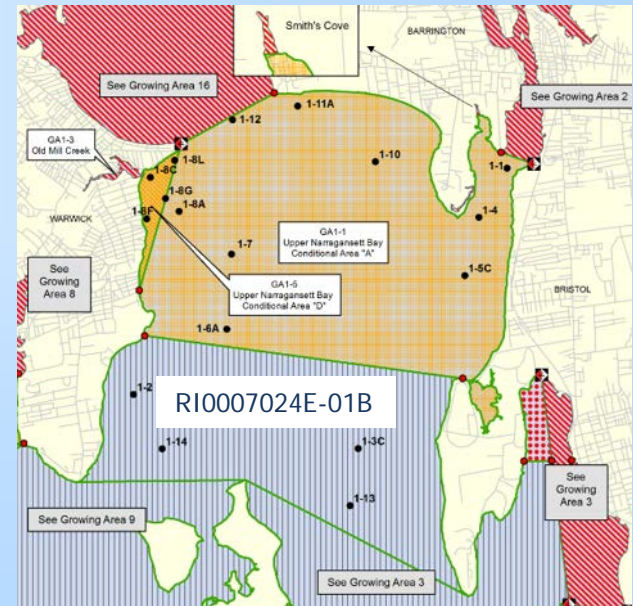 Smith's Cove
BARRINGTON
See Growing Area 16
See Growing Area 2
1-11A
1-12
GA1-3
Old Mill Creek
1-8L
1-10
1-1
1-8C
1-8G
1-8A
1-8F
WARWICK
1-4
GA1-1
Upper Narragansett Bay
Conditional Area "A"
1-7
See
Growing
Area 8
GA1-5
Upper Narragansett Bay
Conditional Area "D"
1-5C
BRISTOL
1-6A
1-2
RI0007024E-01B
1-14
1-3C
See
Growing
Area 3
1-13
See Growing Area 9
See Growing Area 3